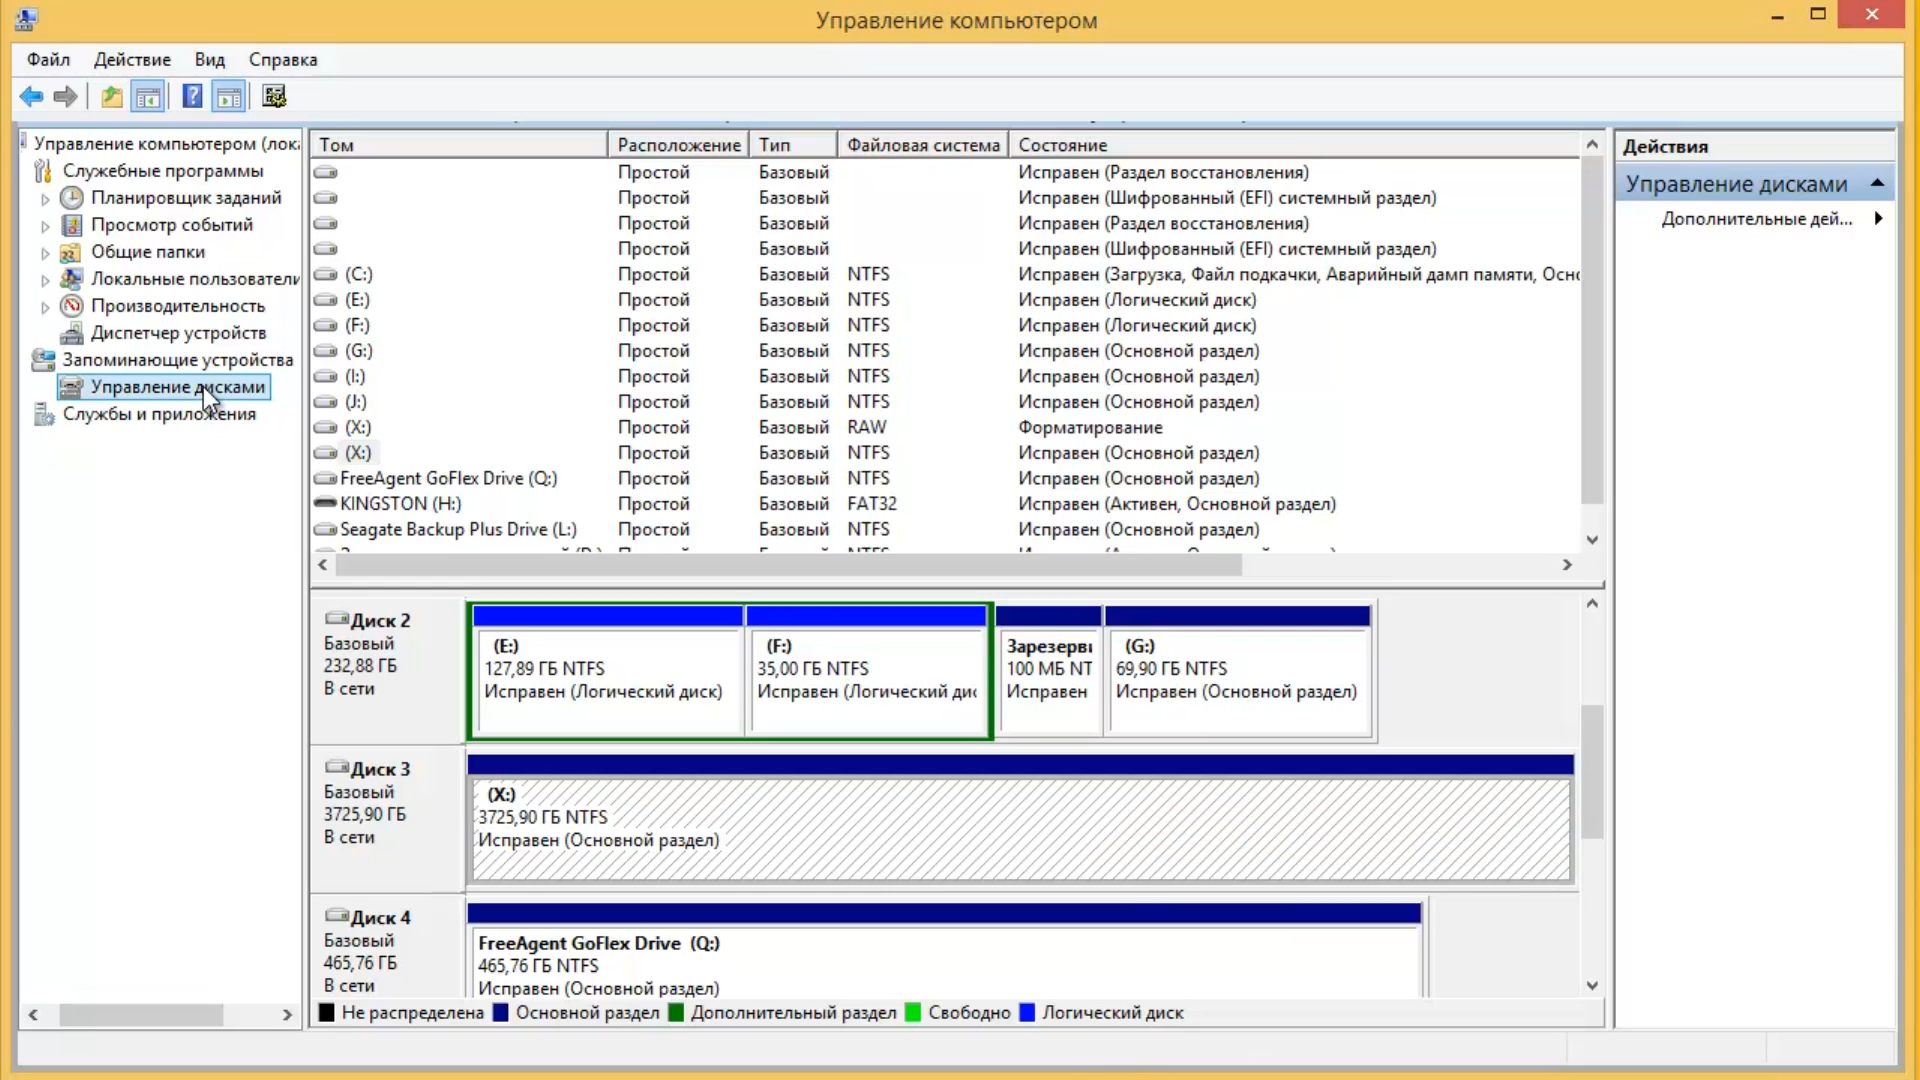 Управление компьютером
Файл Действие Вид Справка
Управление компьютером (лока
Служебные программы
Планировщик заданий
Просмотр событий
Общие папки
Локальные пользователи
Производительность
Диспетчер устройств
Запоминающие устройства
Управление дисками
Службы и приложения
Том Расположение Тип Файловая система Состояние
Простой Базовый Исправен (Раздел восстановления)
Простой Базовый Исправен (Шифрованный (EFI) системный раздел)
Простой Базовый Исправен (Раздел восстановления)
Простой Базовый Исправен (Шифрованный (EFI) системный раздел)
(C:) Простой Базовый NTFS Исправен (Загрузка, Файл подкачки, Аварийный дамп памяти, Осно
(E:) Простой Базовый NTFS Исправен (Логический диск)
(F:) Простой Базовый NTFS Исправен (Логический диск)
(G:) Простой Базовый NTFS Исправен (Основной раздел)
(I:) Простой Базовый NTFS Исправен (Основной раздел)
(J:) Простой Базовый NTFS Исправен (Основной раздел)
(X:) Простой Базовый RAW Форматирование
(X:) Простой Базовый NTFS Исправен (Основной раздел)
FreeAgent GoFlex Drive (Q:) Простой Базовый NTFS Исправен (Основной раздел)
KINGSTON (H:) Простой Базовый FAT32 Исправен (Активен, Основной раздел)
Seagate Backup Plus Drive (L:) Простой Базовый NTFS Исправен (Основной раздел)
Диск 2
Базовый
232,88 ГБ
В сети
(E:)
127,89 ГБ NTFS
Исправен (Логический диск)
(F:)
35,00 ГБ NTFS
Исправен (Логический дис
Зарезерви
100 МБ NT
Исправен
(G:)
69,90 ГБ NTFS
Исправен (Основной раздел)
Диск 3
Базовый
3725,90 ГБ
В сети
(X:)
3725,90 ГБ NTFS
Исправен (Основной раздел)
Диск 4
Базовый
465,76 ГБ
В сети
FreeAgent GoFlex Drive (Q:)
465,76 ГБ NTFS
Исправен (Основной раздел)
Не распределена Основной раздел Дополнительный раздел Свободно Логический диск
Действия
Управление дисками
Дополнительные дей...